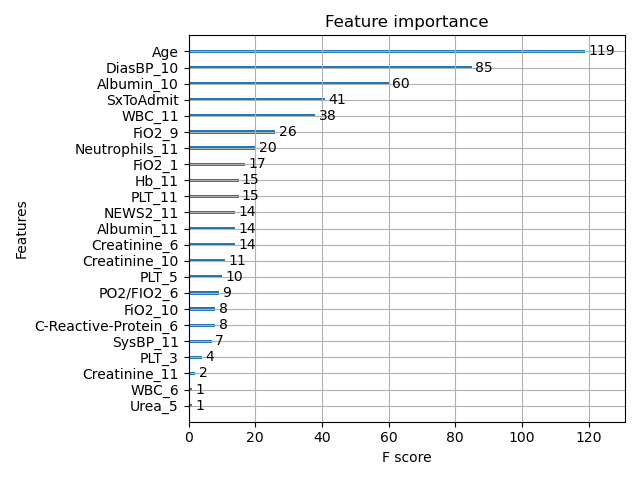 Feature importance
Age 119
DiasBP_10 85
Albumin_10 60
SxToAdmit 41
WBC_11 38
FiO2_9 26
Neutrophils_11 20
FiO2_1 17
Hb_11 15
PLT_11 15
NEWS2_11 14
Albumin_11 14
Creatinine_6 14
Creatinine_10 11
PLT_5 10
PO2/FIO2_6 9
FiO2_10 8
C-Reactive-Protein_6 8
SysBP_11 7
PLT_3 4
Creatinine_11 2
WBC_6 1
Urea_5 1
0 20 40 60 80 100 120
F score
Features